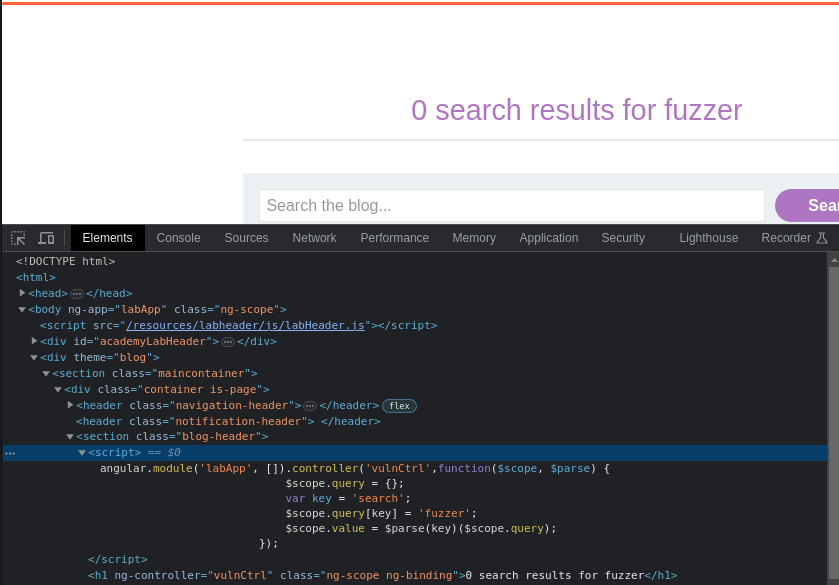 0 search results for fuzzer
Search the blog...
Sear
Elements Console Sources Network Performance Memory Application Security Lighthouse Recorder
<!DOCTYPE html>
<html>
<head>…</head>
<body ng-app="labApp" class="ng-scope">
<script src="/resources/labheader/js/labHeader.js"></script>
<div id="academyLabHeader">…</div>
<div theme="blog">
<section class="maincontainer">
<div class="container is-page">
<header class="navigation-header">…</header> flex
<header class="notification-header"> </header>
<section class="blog-header">
… <script> == $0
angular.module('labApp', []).controller('vulnCtrl',function($scope, $parse) {
$scope.query = {};
var key = 'search';
$scope.query[key] = 'fuzzer';
$scope.value = $parse(key)($scope.query);
});
</script>
<h1 ng-controller="vulnCtrl" class="ng-scope ng-binding">0 search results for fuzzer</h1>